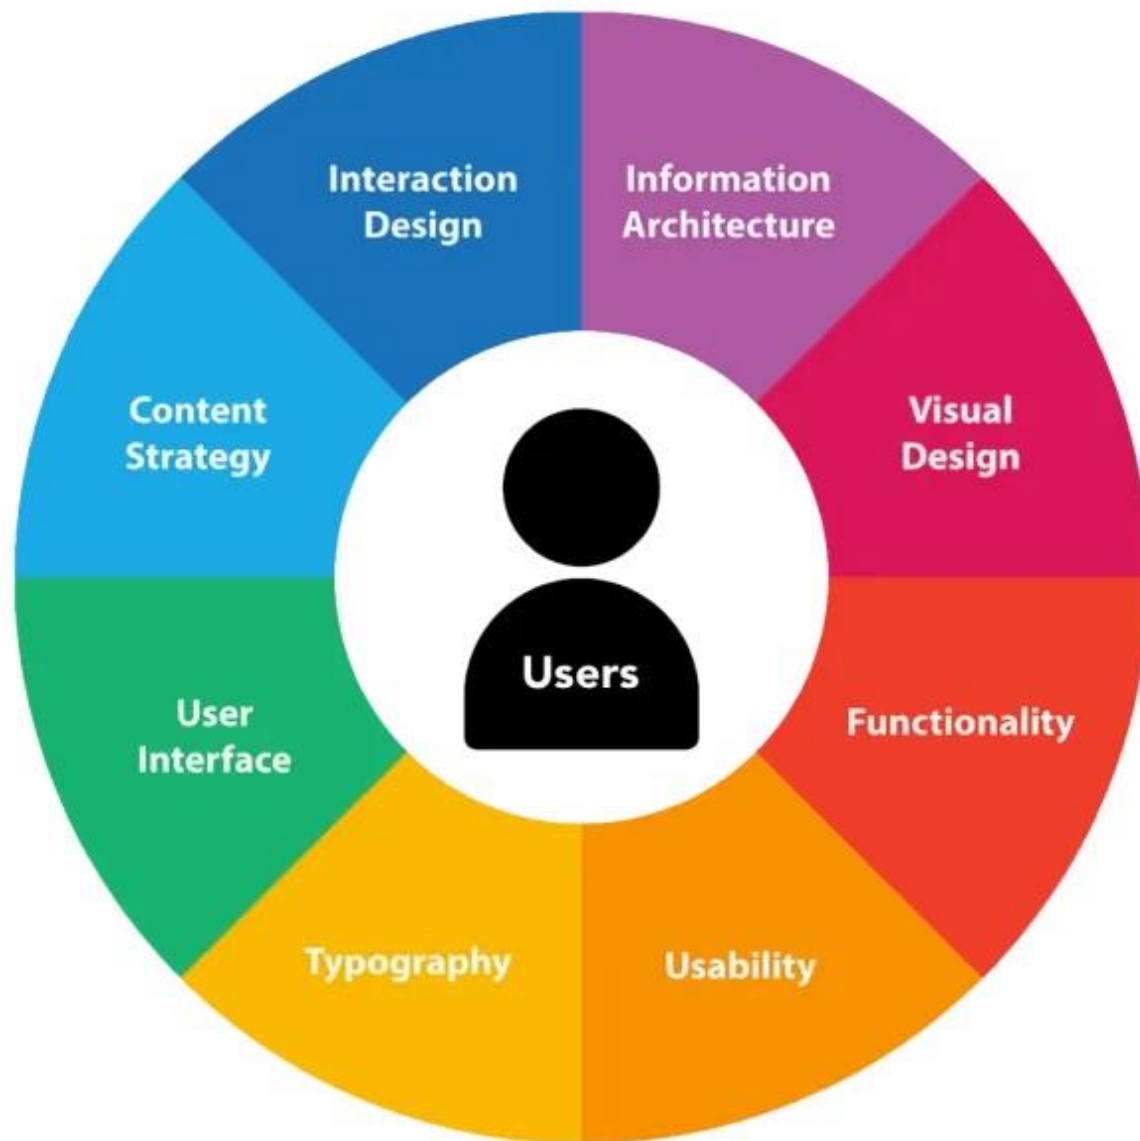 Interaction
Design
Information
Architecture
Visual
Design
Functionality
Usability
Typography
User
Interface
Content
Strategy
Users